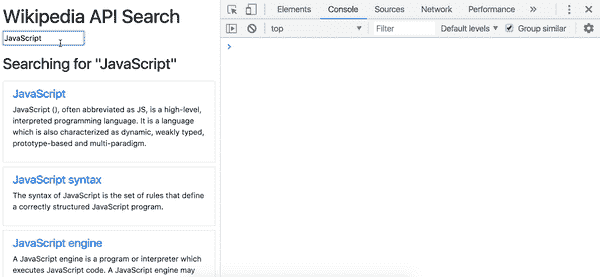 Wikipedia API Search
JavaScript
Searching for "JavaScript"
JavaScript
JavaScript (), often abbreviated as JS, is a high-level,
interpreted programming language. It is a language
which is also characterized as dynamic, weakly typed,
prototype-based and multi-paradigm.
JavaScript syntax
The syntax of JavaScript is the set of rules that define
a correctly structured JavaScript program.
JavaScript engine
A JavaScript engine is a program or interpreter which
executes JavaScript code. A JavaScript engine may
Elements Console Sources Network Performance »
top Filter Default levels Group similar